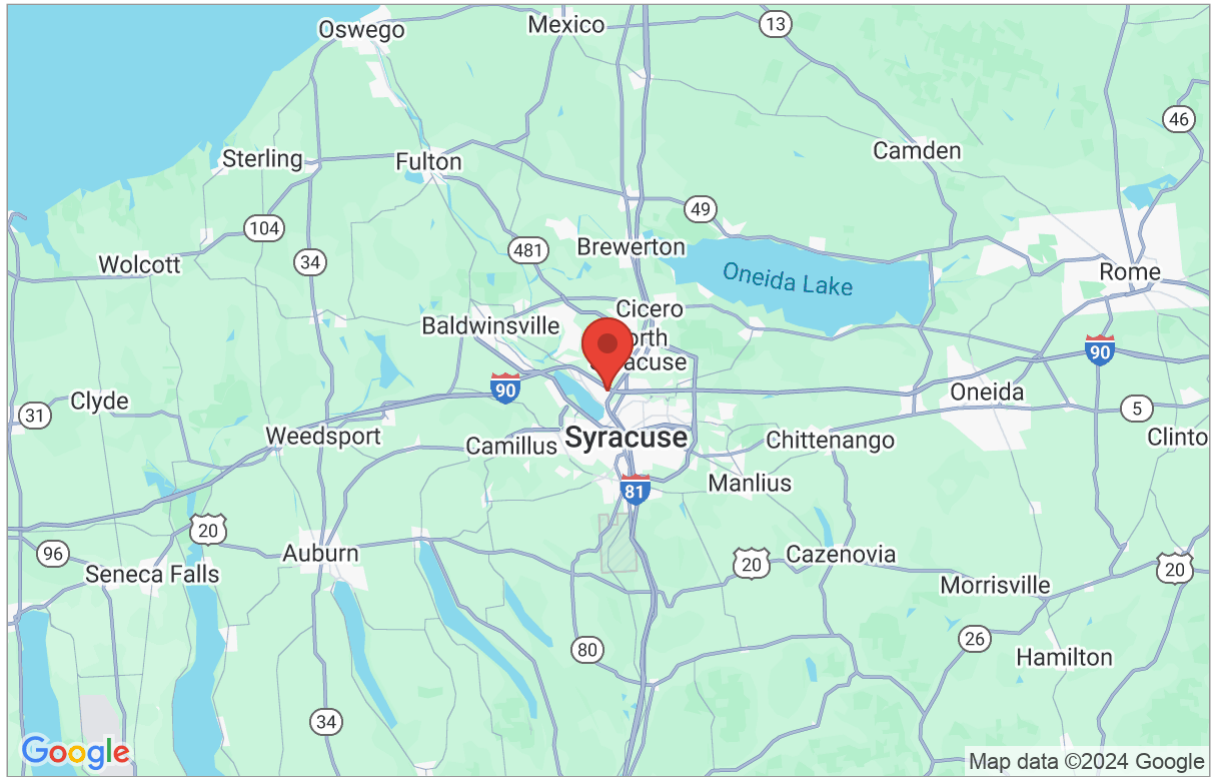 Oswego
Mexico
13
46
Sterling
Fulton
Camden
49
104
481
Brewerton
Wolcott
34
Oneida Lake
Rome
Cicero
Baldwinsville
Syracuse
90
90
Clyde
Oneida
31
5
Weedsport
Camillus
Syracuse
Chittenango
Clinto
Manlius
81
20
96
Auburn
20
Cazenovia
20
Seneca Falls
Morrisville
26
80
Hamilton
34
Google
Map data ©2024 Google